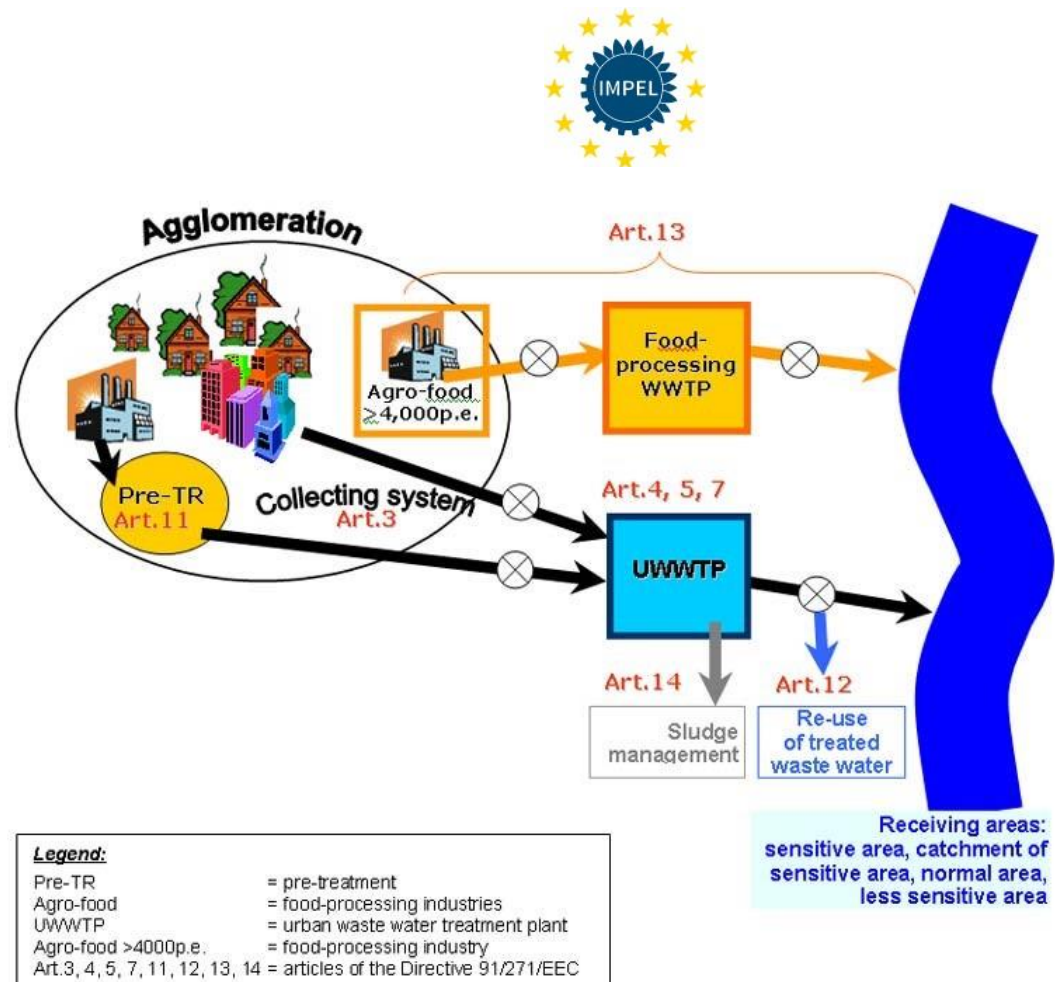 IMPEL
Agglomeration
Art.13
Agro-food
≥4,000p.e.
Food-
processing
WWTP
Pre-TR
Art.11
Collecting system
Art.3
Art.4, 5, 7
UWWTP
Art.14
Art.12
Sludge
management
Re-use
of treated
waste water
Receiving areas:
sensitive area, catchment of
sensitive area, normal area,
less sensitive area
Legend:
Pre-TR = pre-treatment
Agro-food = food-processing industries
UWWTP = urban waste water treatment plant
Agro-food >4000p.e. = food-processing industry
Art.3, 4, 5, 7, 11, 12, 13, 14 = articles of the Directive 91/271/EEC